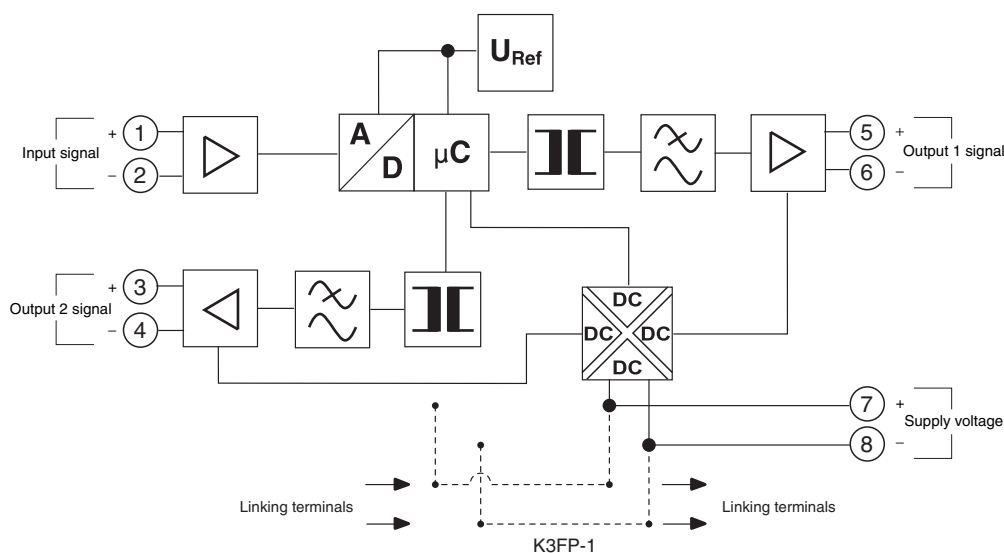 U Ref
A
D
µC
Input signal
+ 1
− 2
5 +
6 −
Output 1 signal
Output 2 signal
+ 3
− 4
DC
DC DC
DC
7 +
Supply voltage
8 −
Linking terminals
Linking terminals
K3FP-1